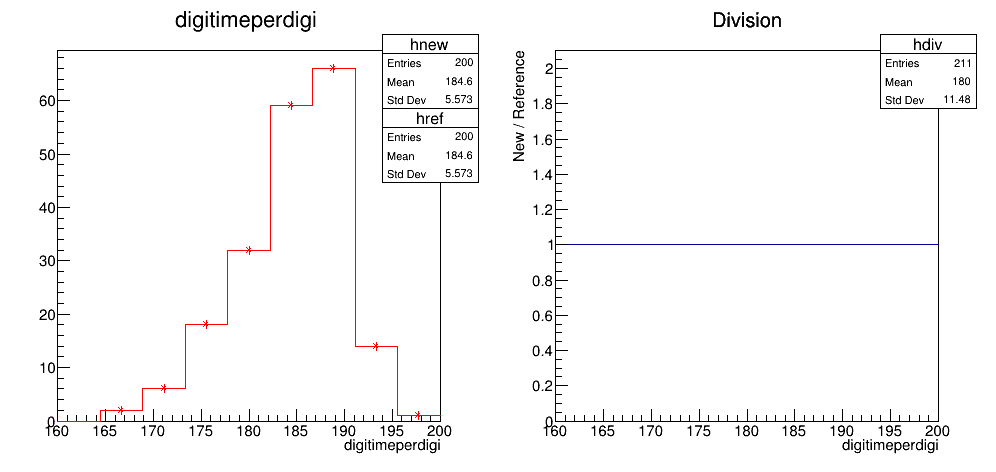 digitimeperdigi
hnew
Entries 200
Mean 184.6
Std Dev 5.573
href
Entries 200
Mean 184.6
Std Dev 5.573
60
50
40
30
20
10
0
160 165 170 175 180 185 190 195 200
digitimeperdigi
Division
hdiv
Entries 211
Mean 180
Std Dev 11.48
New / Reference
2
1.8
1.6
1.4
1.2
1
0.8
0.6
0.4
0.2
0
160 165 170 175 180 185 190 195 200
digitimeperdigi